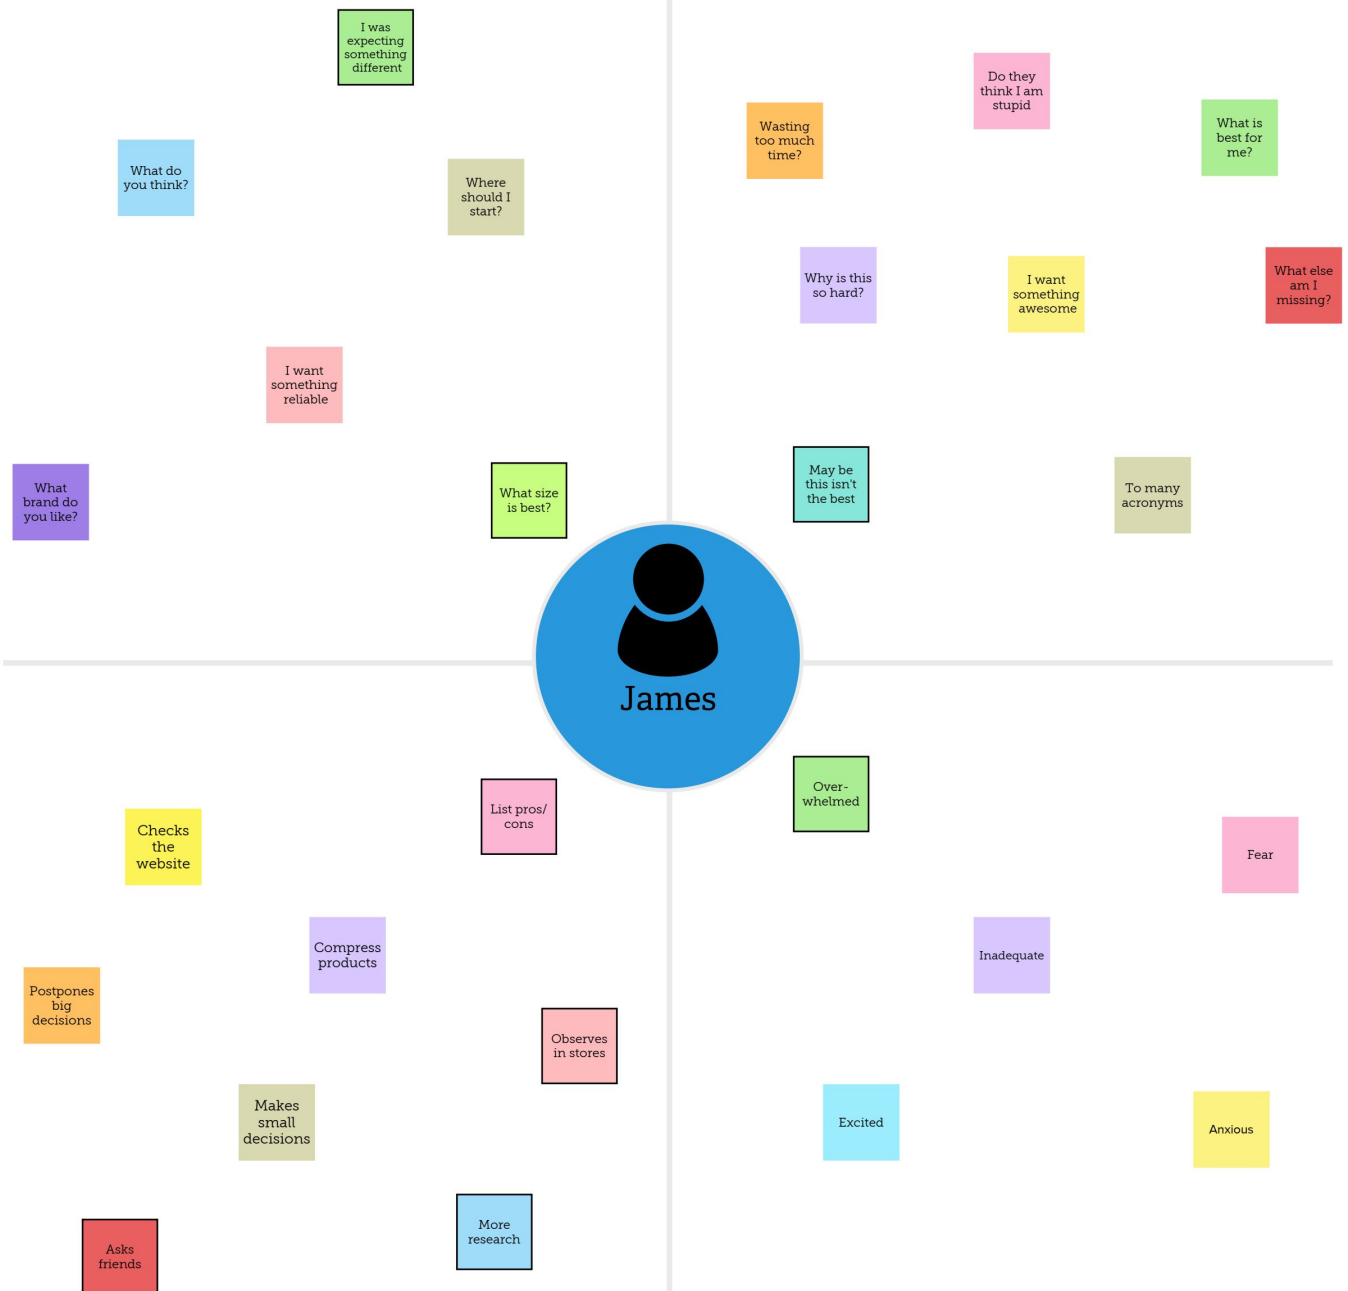 I was
expecting
something
different
What do
you think?
Where
should I
start?
I want
something
reliable
What
brand do
you like?
What size
is best?
Do they
think I am
stupid
Wasting
too much
time?
What is
best for
me?
Why is this
so hard?
I want
something
awesome
What else
am I
missing?
May be
this isn't
the best
To many
acronyms
James
List pros/
cons
Checks
the
website
Compress
products
Postpones
big
decisions
Observes
in stores
Makes
small
decisions
More
research
Asks
friends
Over-
whelmed
Fear
Inadequate
Excited
Anxious